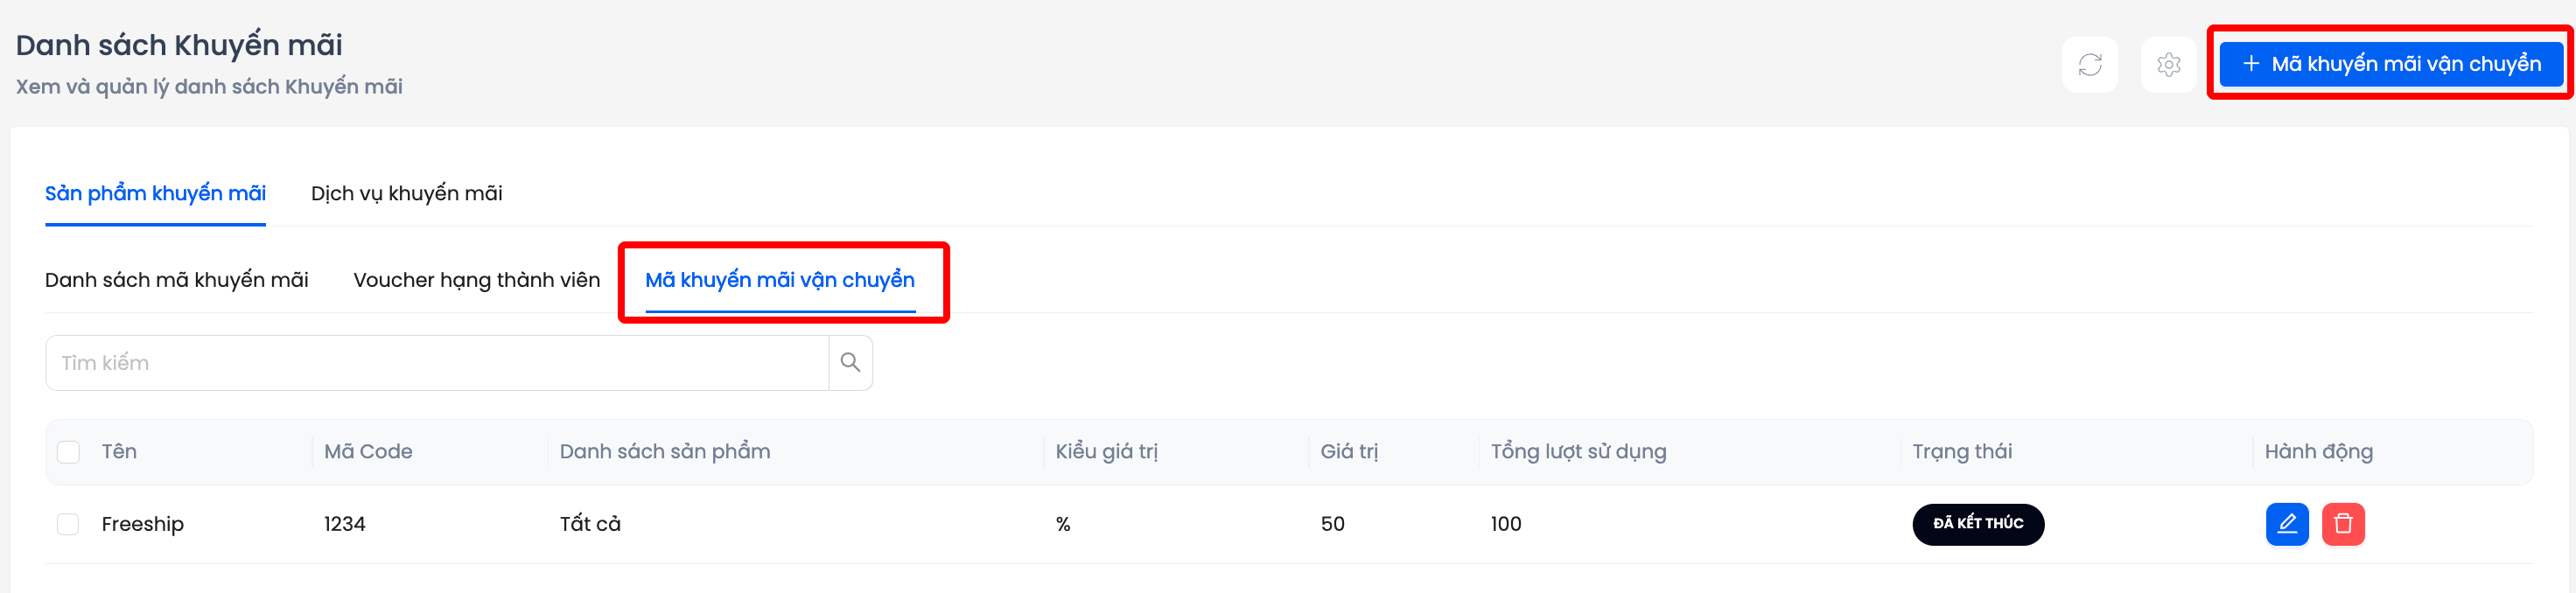 Danh sách Khuyến mãi
Xem và quản lý danh sách Khuyến mãi
+ Mã khuyến mãi vận chuyển
Sản phẩm khuyến mãi Dịch vụ khuyến mãi
Danh sách mã khuyến mãi Voucher hạng thành viên Mã khuyến mãi vận chuyển
Tìm kiếm
Tên Mã Code Danh sách sản phẩm Kiểu giá trị Giá trị Tổng lượt sử dụng Trạng thái Hành động
Freeship 1234 Tất cả % 50 100 ĐÃ KẾT THÚC